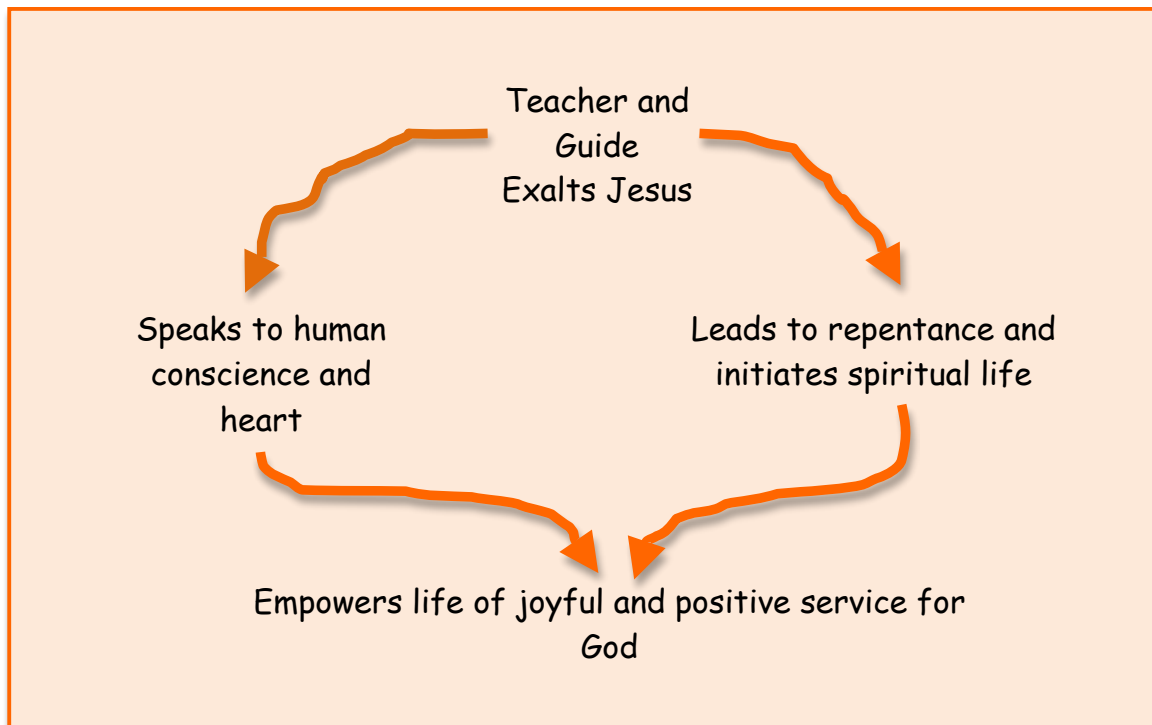 Teacher and
Guide
Exalts Jesus
Speaks to human
conscience and
heart
Leads to repentance and
initiates spiritual life
Empowers life of joyful and positive service for
God